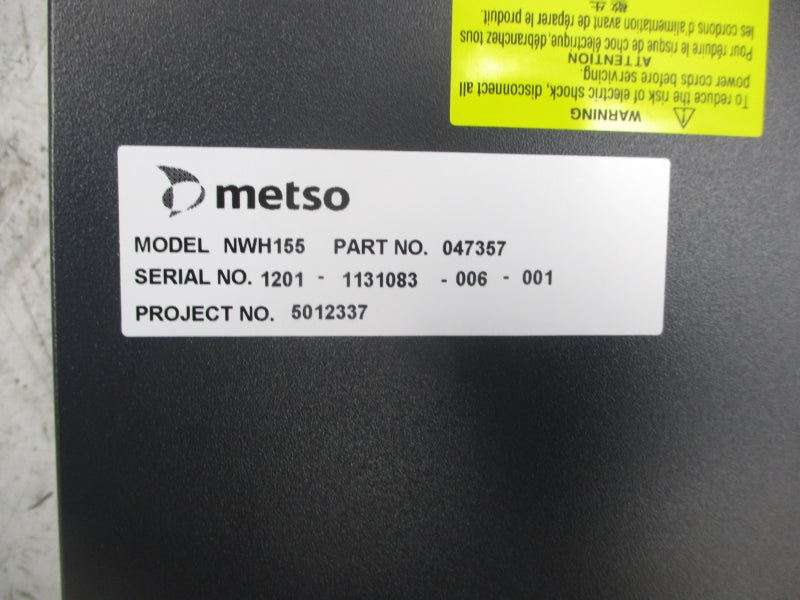 metso
MODEL NWH155 PART NO. 047357
SERIAL NO. 1201 - 1131083 - 006 - 001
PROJECT NO. 5012337
WARNING
To reduce the risk of electric shock, disconnect all
power cords before servicing.
ATTENTION
Pour réduire le risque de choc électrique, débranchez tous
les cordons d'alimentation avant de réparer le produit.